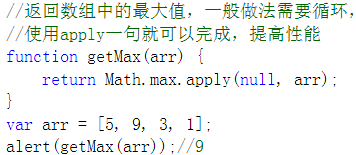 //返回数组中的最大值，一般做法需要循环，
//使用apply一句就可以完成，提高性能
function getMax(arr) {
    return Math.max.apply(null, arr);
}
var arr = [5, 9, 3, 1];
alert(getMax(arr));//9